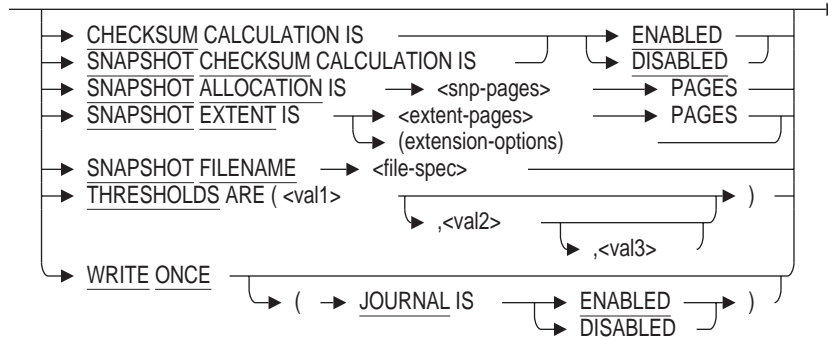 CHECKSUM CALCULATION IS ENABLED
SNAPSHOT CHECKSUM CALCULATION IS DISABLED
SNAPSHOT ALLOCATION IS <snp-pages> PAGES
SNAPSHOT EXTENT IS <extent-pages> PAGES
(extension-options)
SNAPSHOT FILENAME <file-spec>
THRESHOLDS ARE ( <val1> )
,<val2>
,<val3>
WRITE ONCE
( JOURNAL IS ENABLED )
DISABLED